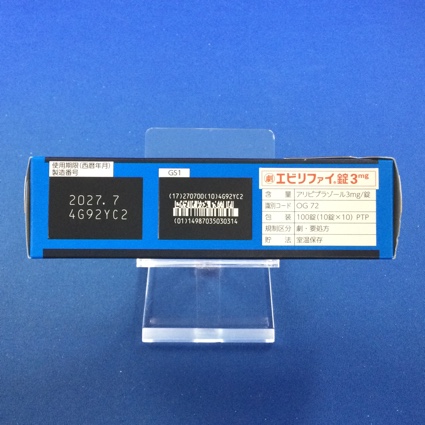 使用期限(西暦年月)
製造番号
2027. 7
4G92YC2
GS1
(17)270700(10)4G92YC2
(01)14987035030314
劇 エビリファイ®錠3mg
含 量 アリピプラゾール3mg/錠
識別コード OG 72
包 装 100錠(10錠×10) PTP
規制区分 劇・要処方
貯 法 室温保存